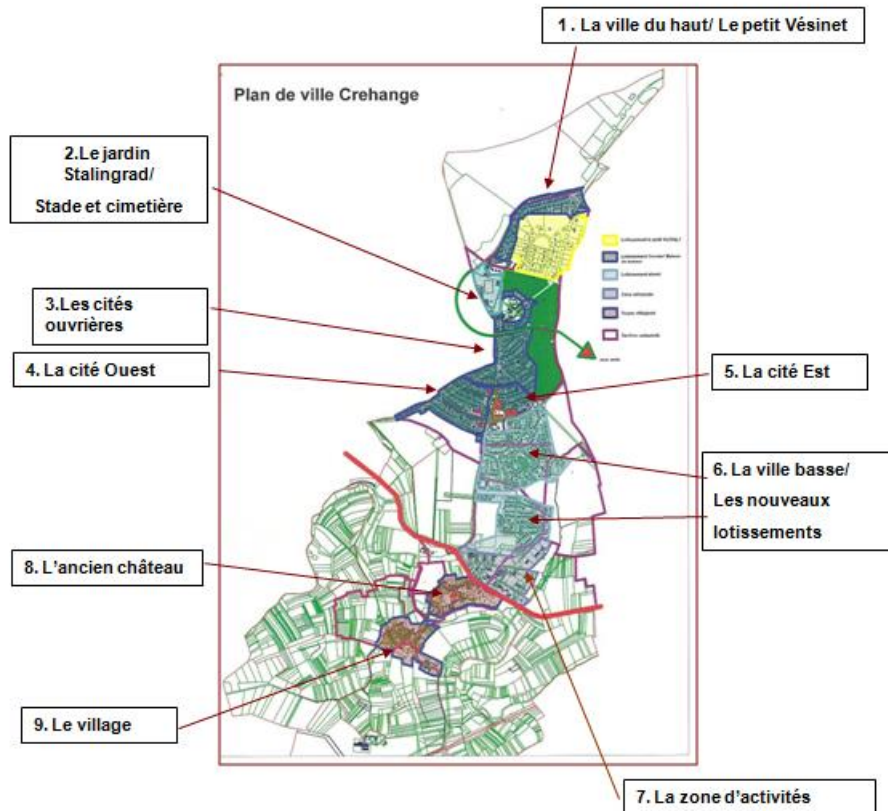 1 . La ville du haut/ Le petit Vésinet
Plan de ville Crehange
2.Le jardin
Stalingrad/
Stade et cimetière
3.Les cités
ouvrières
4. La cité Ouest
5. La cité Est
6. La ville basse/
Les nouveaux
lotissements
8. L'ancien château
9. Le village
7. La zone d'activités